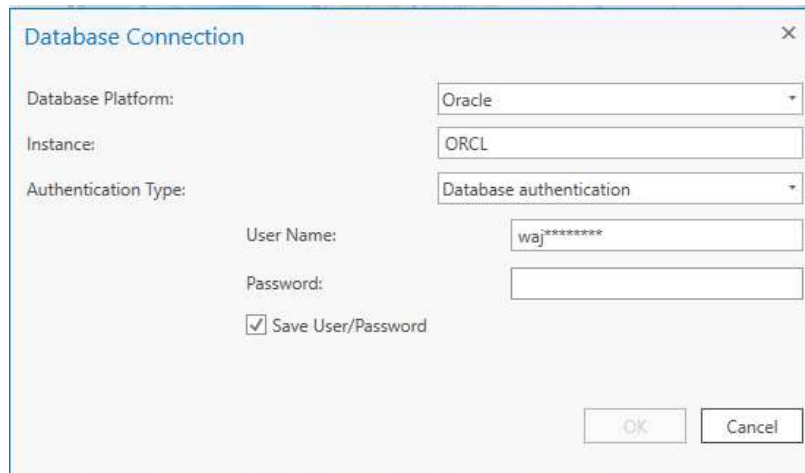 Database Connection
Database Platform: Oracle
Instance: ORCL
Authentication Type: Database authentication
User Name: waj********
Password:
Save User/Password
OK Cancel